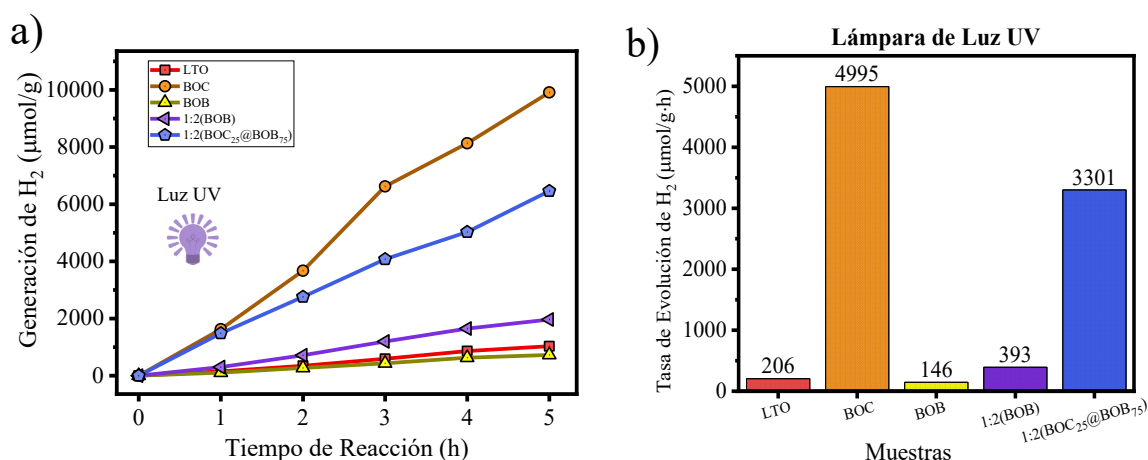 a)
Generación de H2 (μmol/g)
10000
8000
6000
4000
2000
0
LTO
BOC
BOB
1:2(BOB)
1:2(BOC25@BOB75)
Luz UV
0 1 2 3 4 5
Tiempo de Reacción (h)
b)
Lámpara de Luz UV
Tasa de Evolución de H2 (μmol/g·h)
5000
4000
3000
2000
1000
0
206
4995
146
393
3301
LTO
BOC
BOB
1:2(BOB)
1:2(BOC25@BOB75)
Muestras